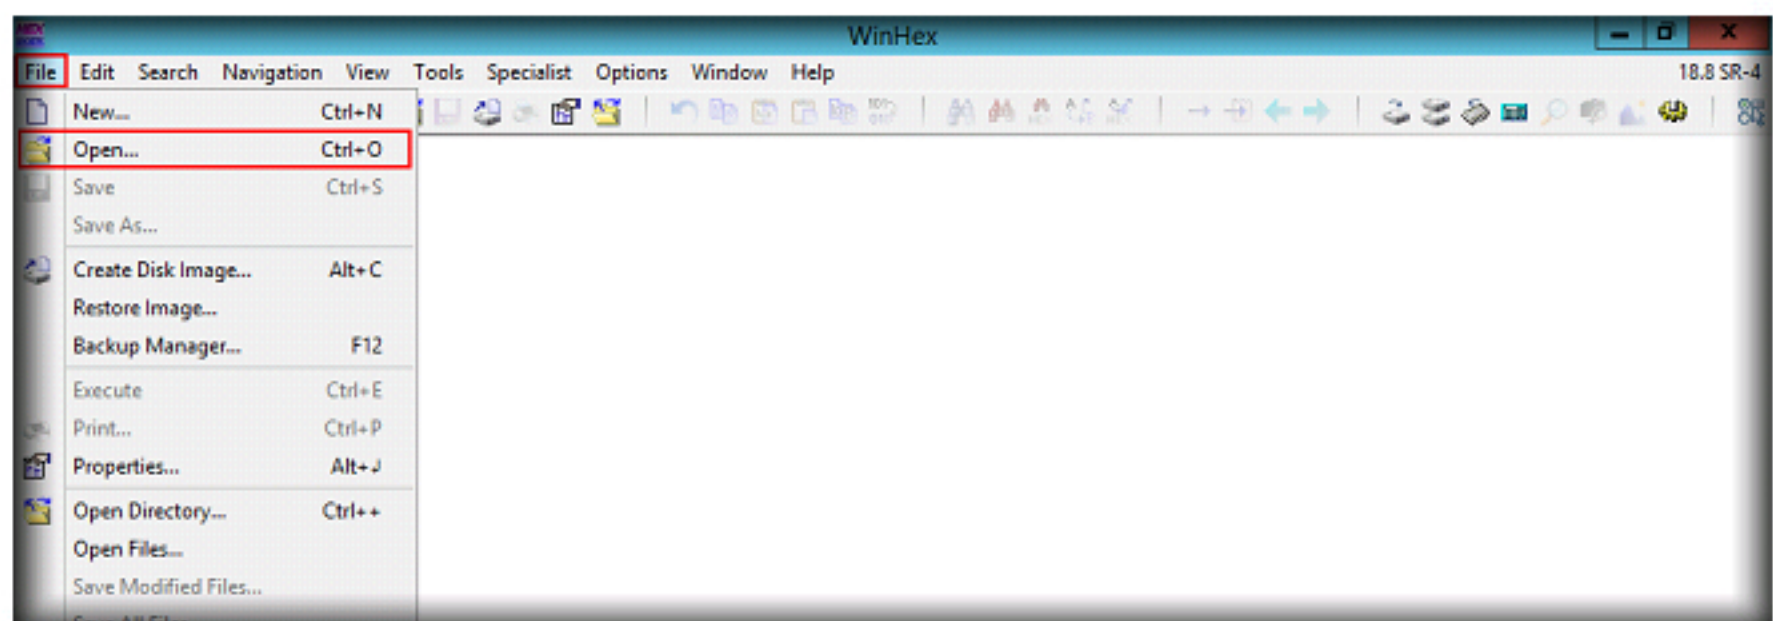 WinHex
File Edit Search Navigation View Tools Specialist Options Window Help 18.8 SR-4
New... Ctrl+N
Open... Ctrl+O
Save Ctrl+S
Save As...
Create Disk Image... Alt+C
Restore Image...
Backup Manager... F12
Execute Ctrl+E
Print... Ctrl+P
Properties... Alt+↲
Open Directory... Ctrl++
Open Files...
Save Modified Files...